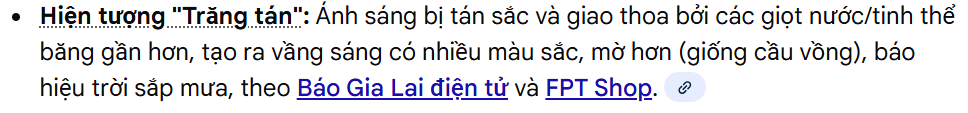 • Hiện tượng "Trăng tán": Ánh sáng bị tán sắc và giao thoa bởi các giọt nước/tinh thể
băng gần hơn, tạo ra vầng sáng có nhiều màu sắc, mờ hơn (giống cầu vồng), báo
hiệu trời sắp mưa, theo Báo Gia Lai điện tử và FPT Shop.